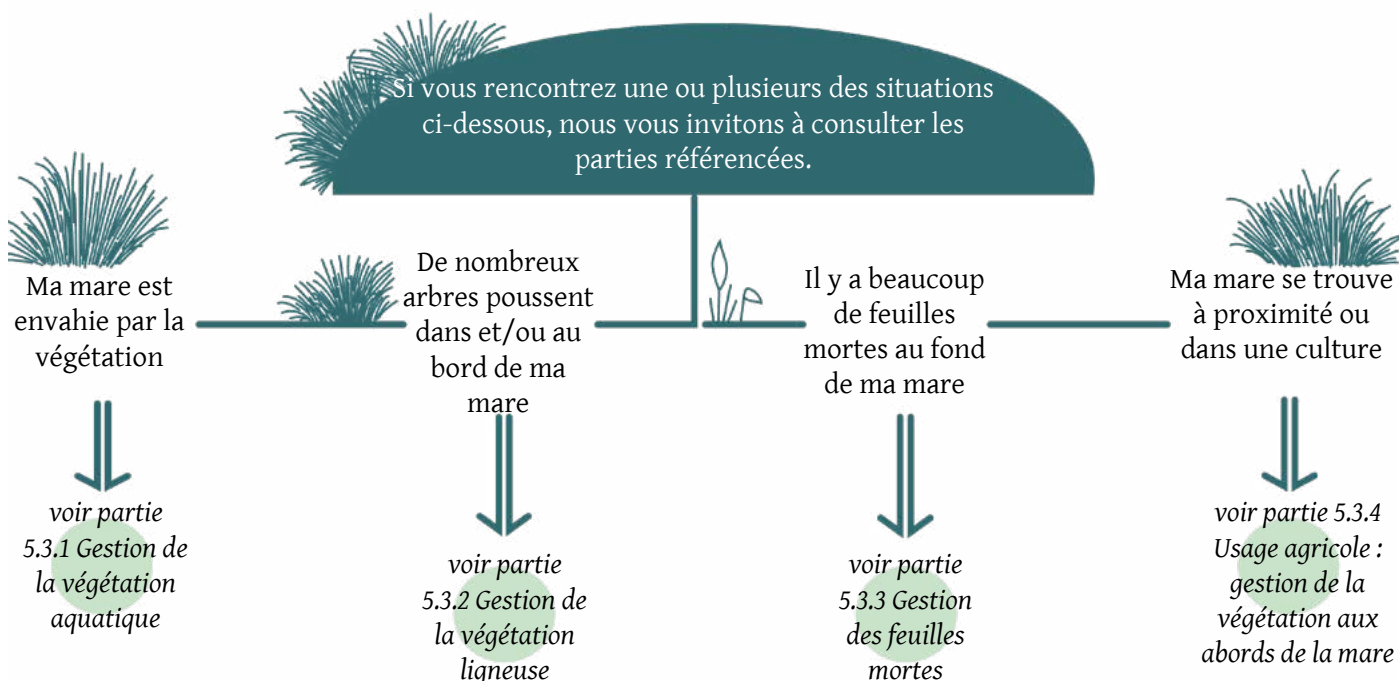 Si vous rencontrez une ou plusieurs des situations
ci-dessous, nous vous invitons à consulter les
parties référencées.
Ma mare est
envahie par la
végétation
De nombreux
arbres poussent
dans et/ou au
bord de ma
mare
Il y a beaucoup
de feuilles
mortes au fond
de ma mare
Ma mare se trouve
à proximité ou
dans une culture
voir partie
5.3.1 Gestion de
la végétation
aquatique
voir partie
5.3.2 Gestion de
la végétation
ligneuse
voir partie
5.3.3 Gestion
des feuilles
mortes
voir partie 5.3.4
Usage agricole :
gestion de la
végétation aux
abords de la mare